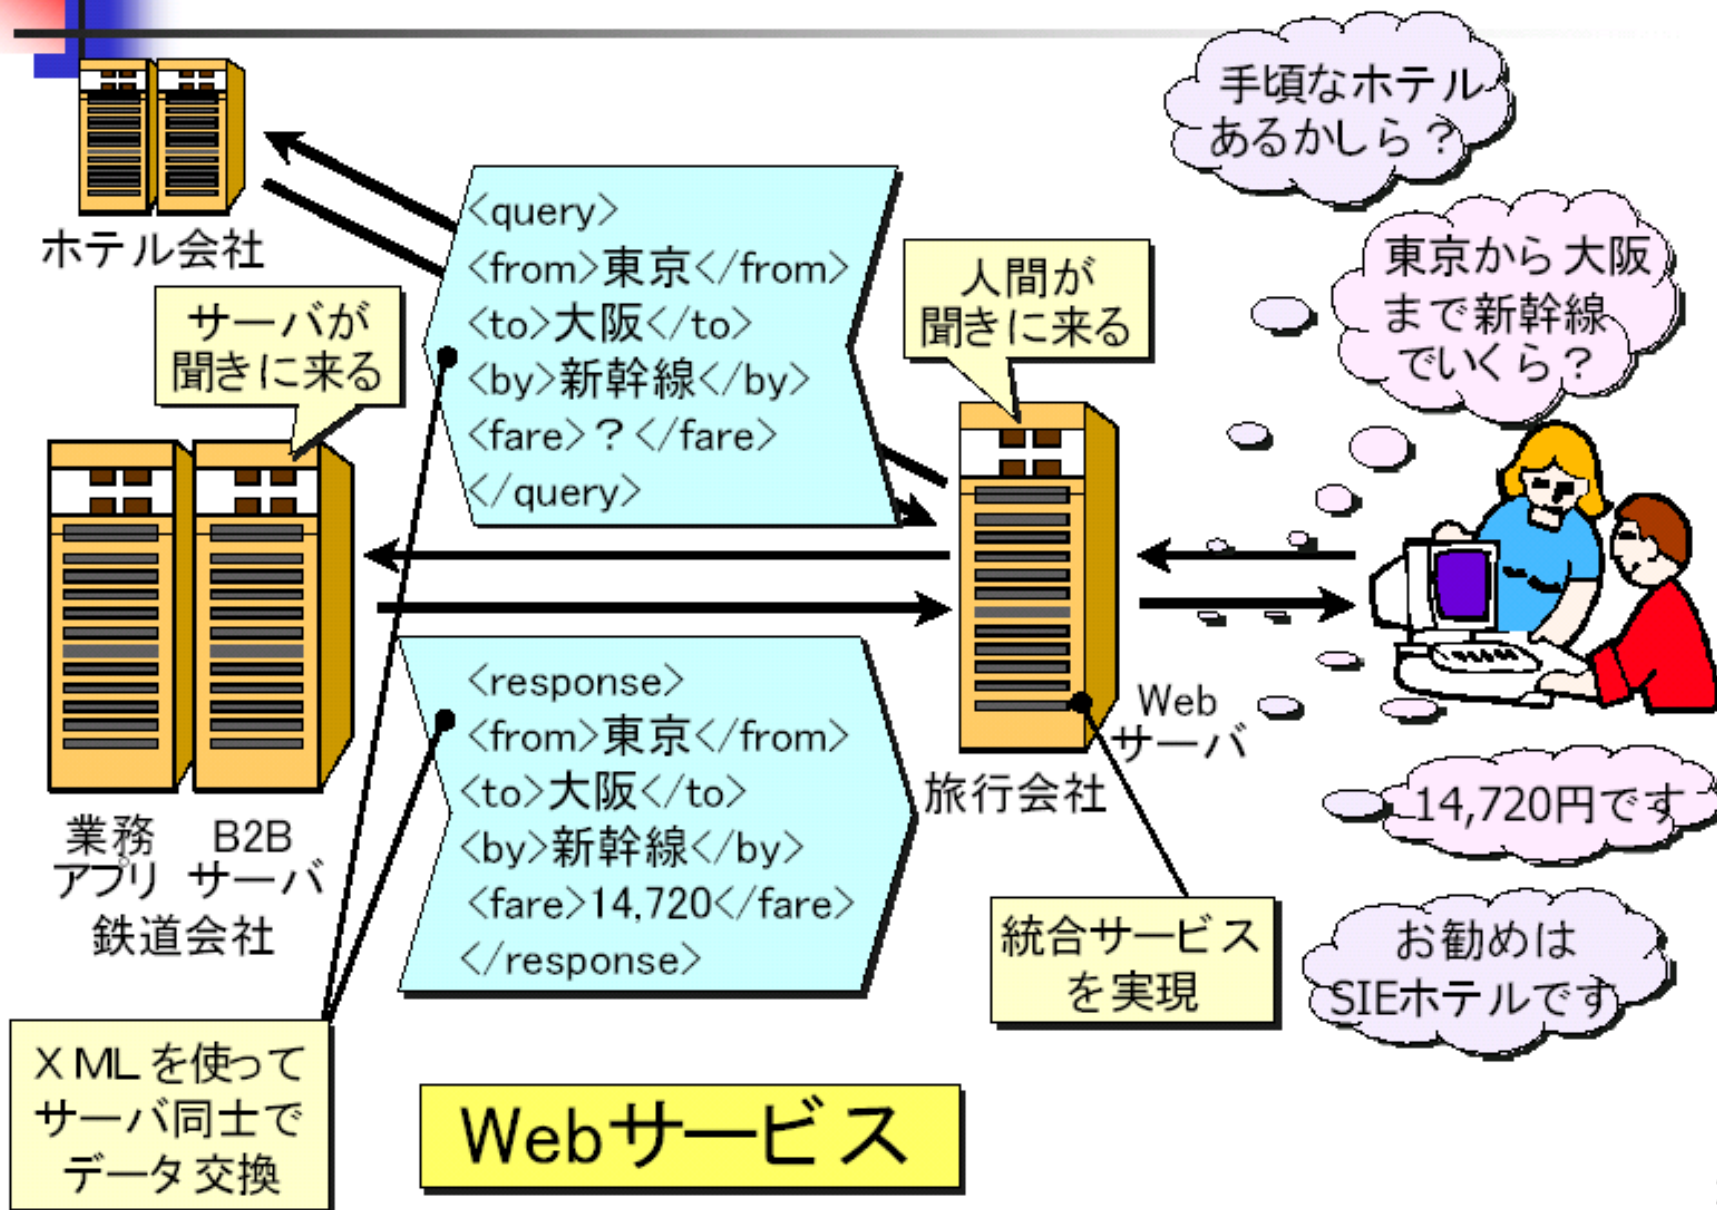 手頃なホテル
あるかしら？
東京から大阪
まで新幹線
でいくら？
ホテル会社
サーバが
聞きに来る
<query>
<from>東京</from>
<to>大阪</to>
<by>新幹線</by>
<fare>？</fare>
</query>
人間が
聞きに来る
業務
アプリ
B2B
サーバ
鉄道会社
<response>
<from>東京</from>
<to>大阪</to>
<by>新幹線</by>
<fare>14,720</fare>
</response>
Web
サーバ
旅行会社
14,720円です
お勧めは
SIEホテルです
統合サービス
を実現
XMLを使って
サーバ同士で
データ交換
Webサービス